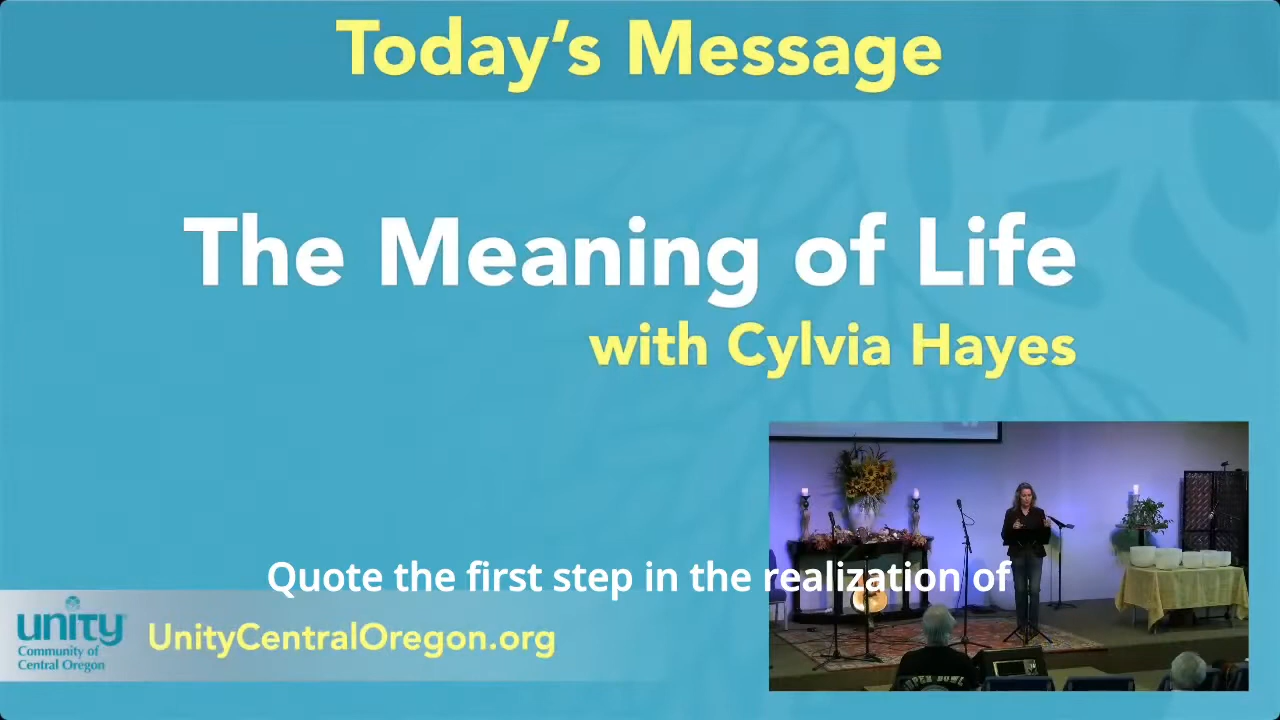 Today's Message
The Meaning of Life
with Cylvia Hayes
Quote the first step in the realization of
unity
Community of
Central Oregon
UnityCentralOregon.org